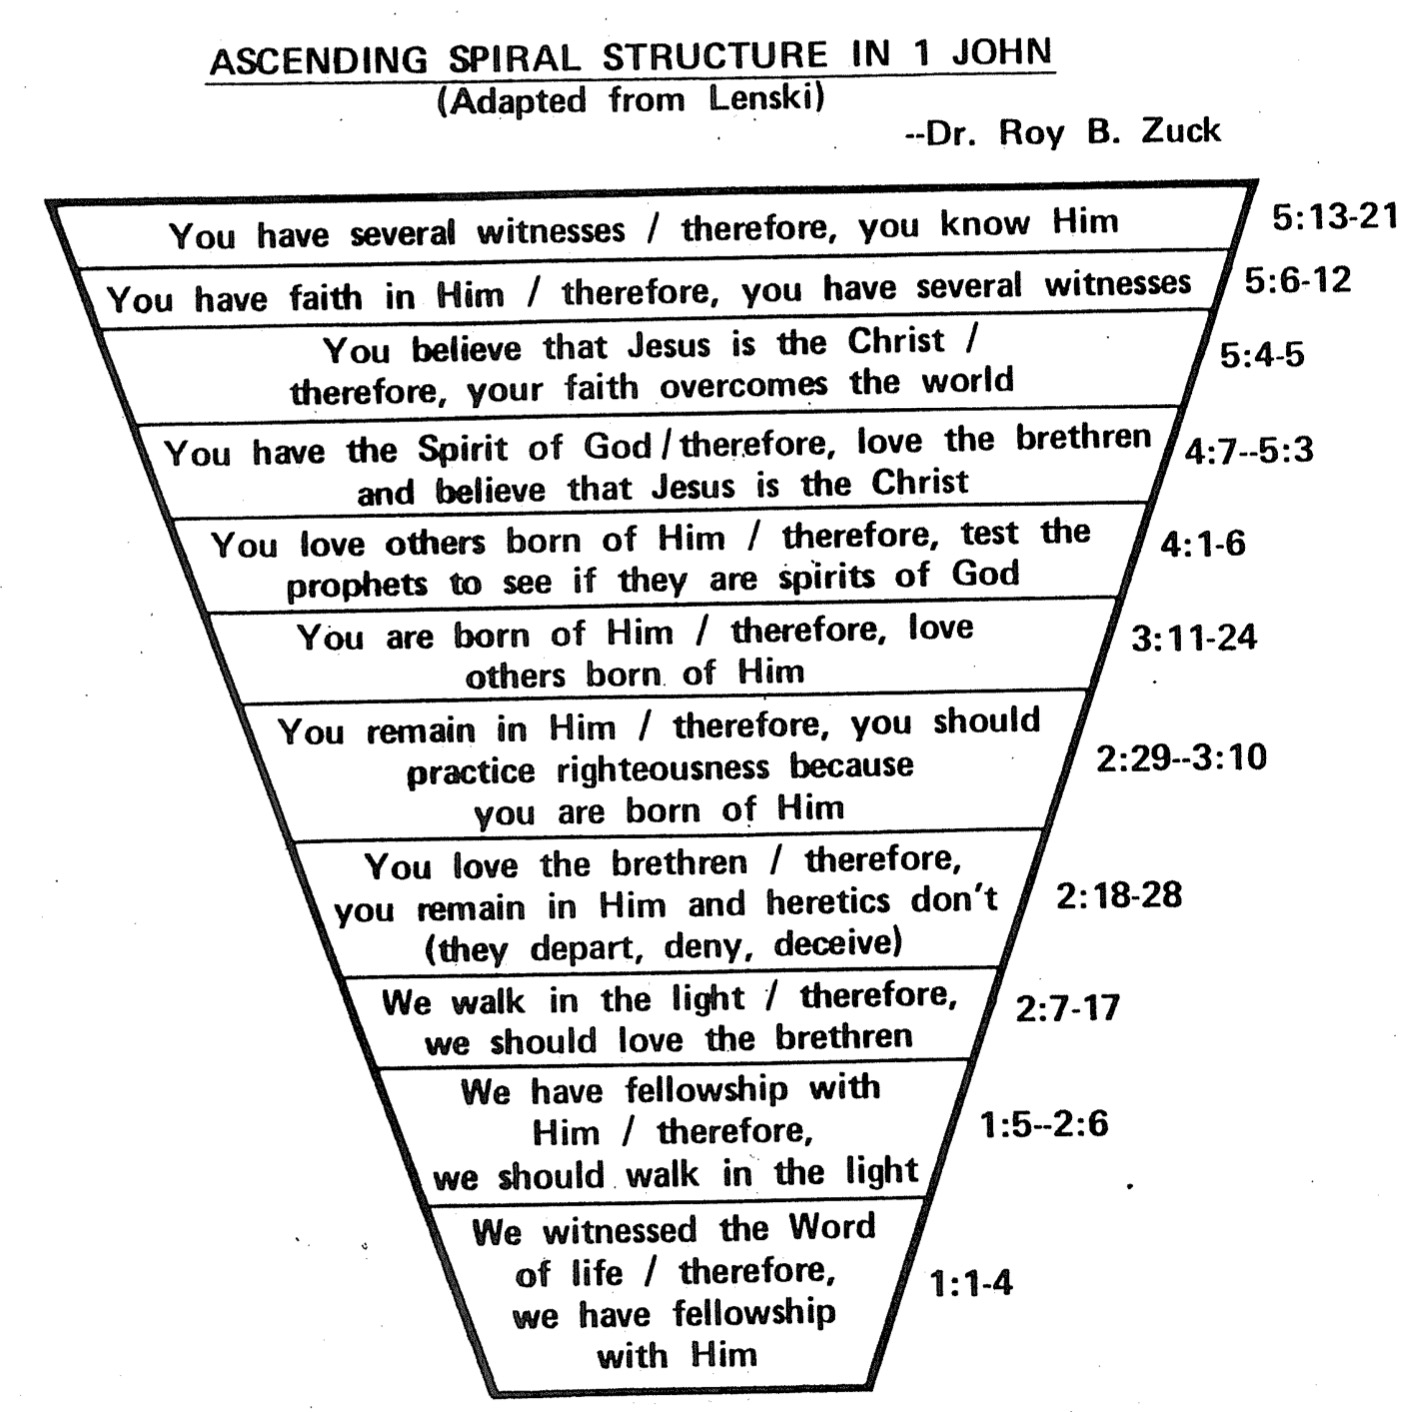 ASCENDING SPIRAL STRUCTURE IN 1 JOHN
(Adapted from Lenski)
--Dr. Roy B. Zuck
You have several witnesses / therefore, you know Him 5:13-21
You have faith in Him / therefore, you have several witnesses 5:6-12
You believe that Jesus is the Christ /
therefore, your faith overcomes the world
5:4-5
You have the Spirit of God / therefore, love the brethren
and believe that Jesus is the Christ
4:7--5:3
You love others born of Him / therefore, test the
prophets to see if they are spirits of God
4:1-6
You are born of Him / therefore, love
others born of Him
3:11-24
You remain in Him / therefore, you should
practice righteousness because
you are born of Him
2:29--3:10
You love the brethren / therefore,
you remain in Him and heretics don't
(they depart, deny, deceive)
2:18-28
We walk in the light / therefore,
we should love the brethren
2:7-17
We have fellowship with
Him / therefore,
we should walk in the light
1:5--2:6
We witnessed the Word
of life / therefore,
we have fellowship
with Him
1:1-4